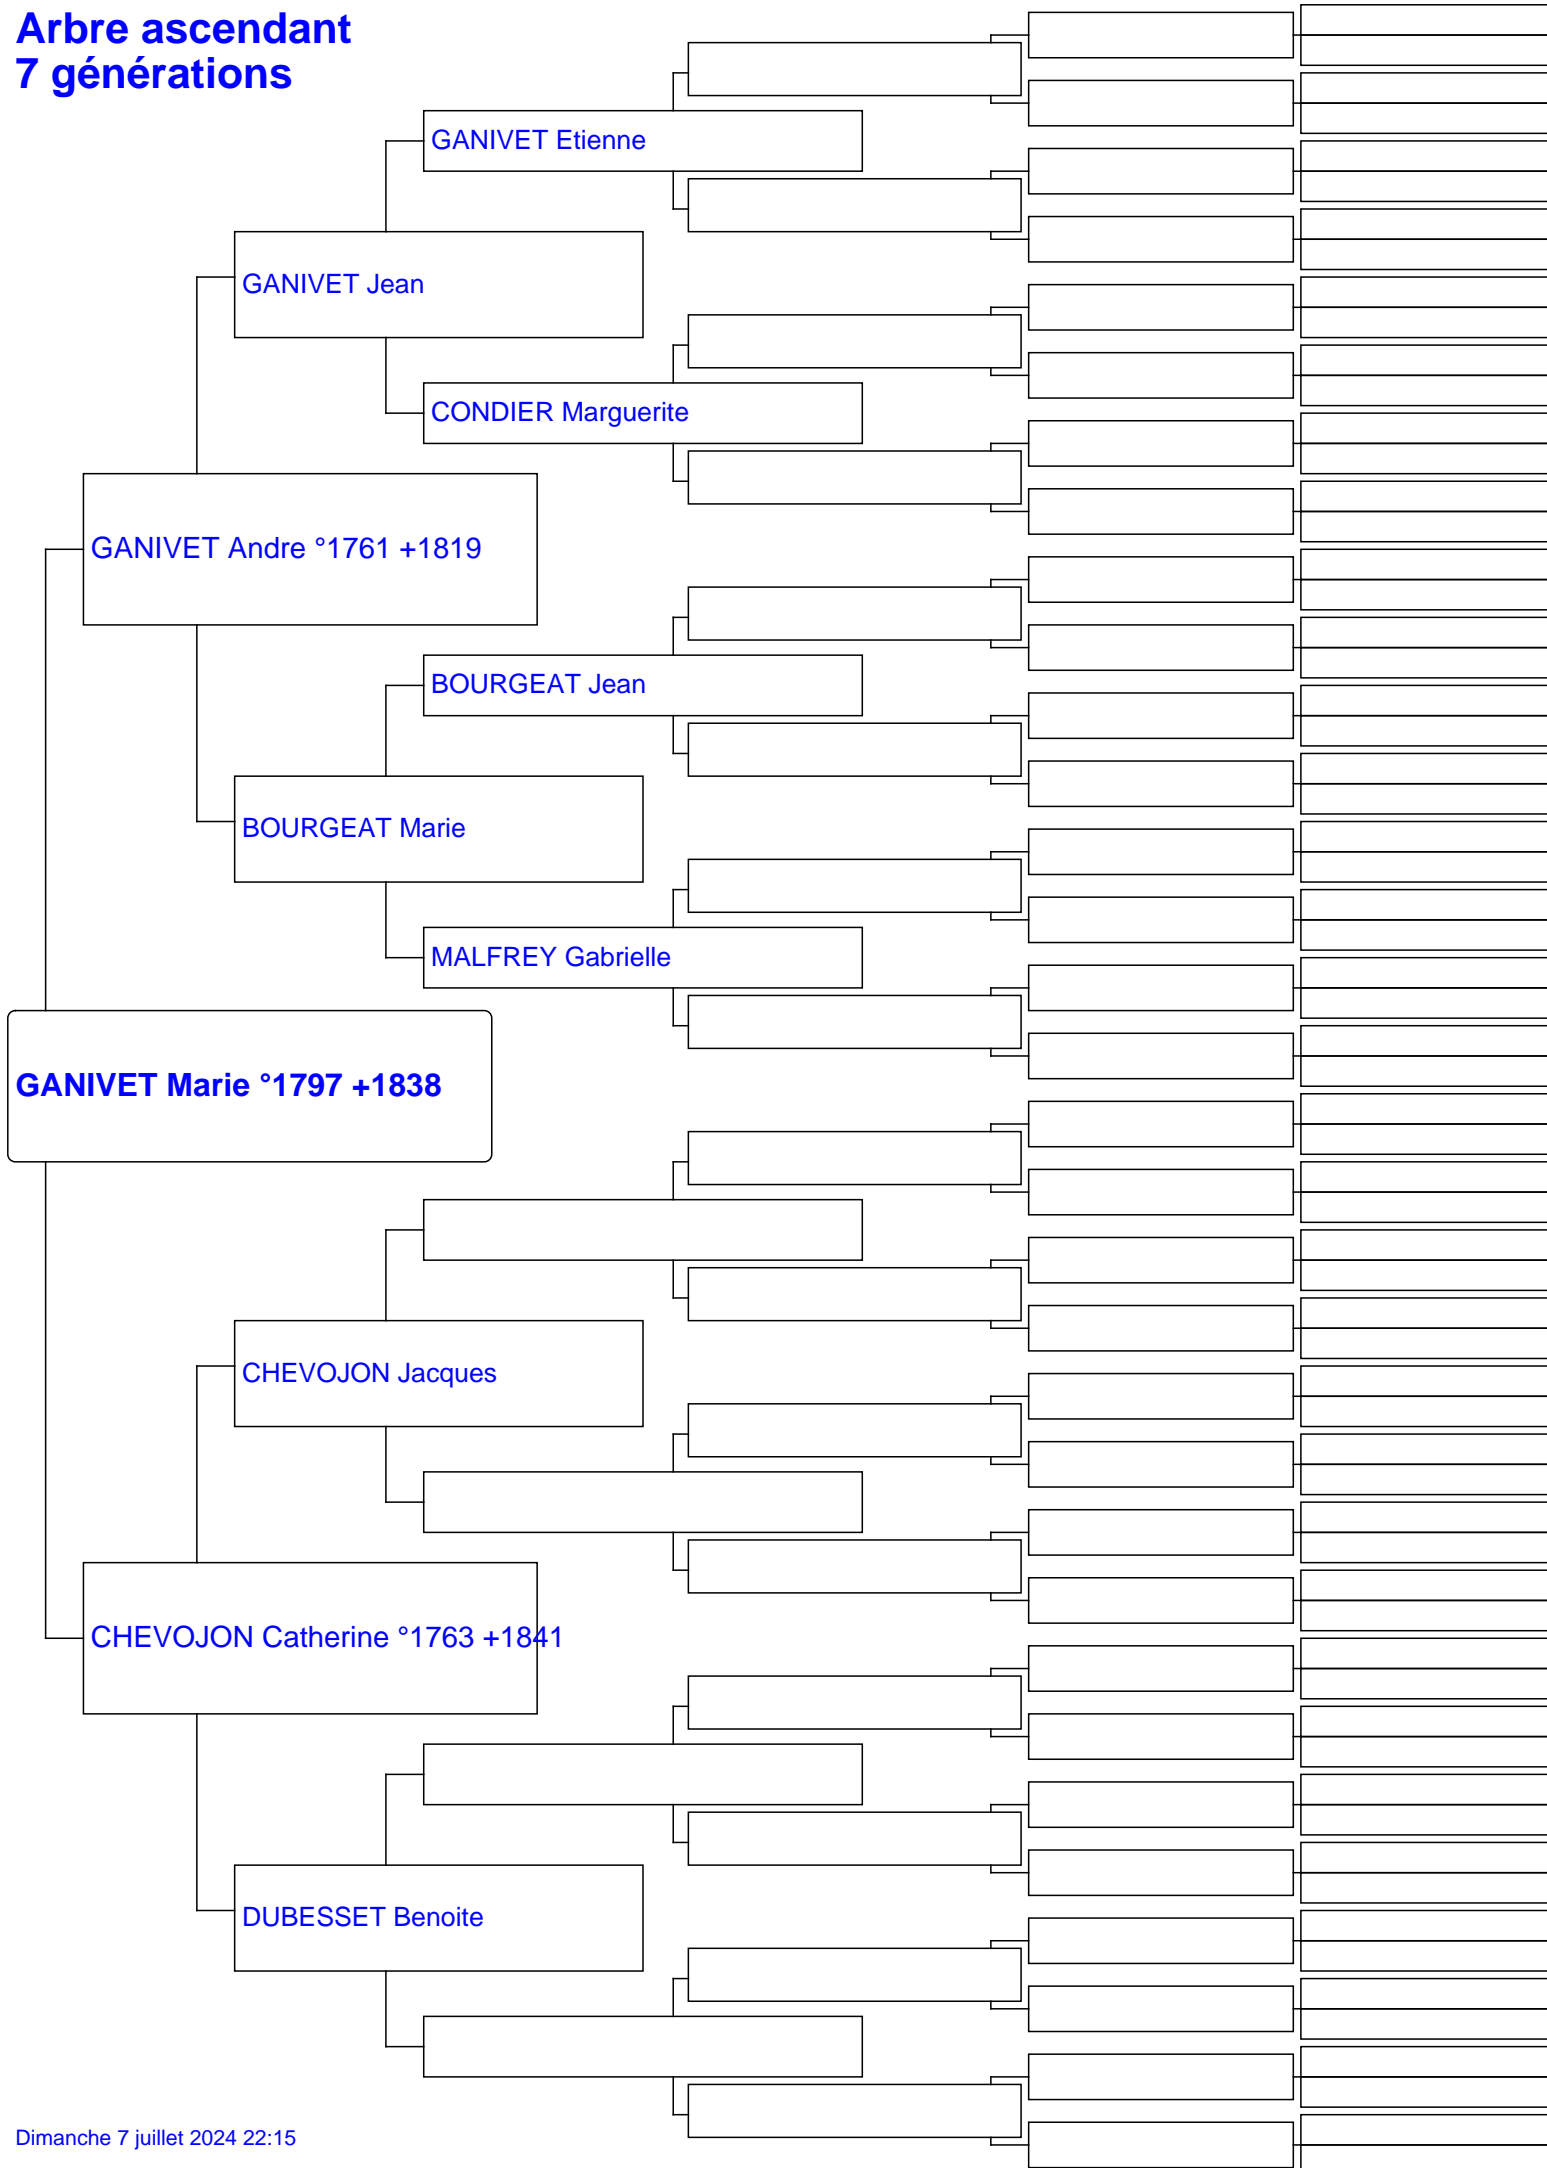 Arbre ascendant
7 générations
GANIVET Etienne
GANIVET Jean
CONDIER Marguerite
GANIVET Andre °1761 +1819
BOURGEAT Jean
BOURGEAT Marie
MALFREY Gabrielle
GANIVET Marie °1797 +1838
CHEVOJON Jacques
CHEVOJON Catherine °1763 +1841
DUBESSET Benoite
Dimanche 7 juillet 2024 22:15